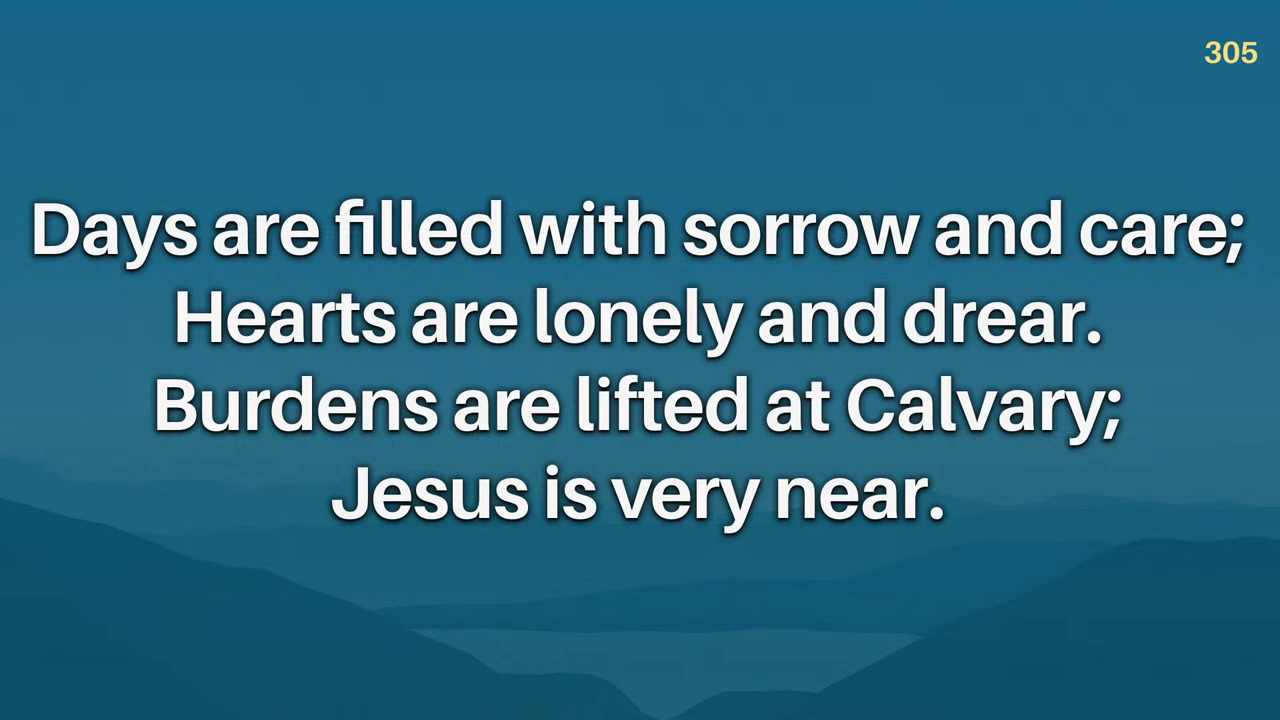 305
Days are filled with sorrow and care;
Hearts are lonely and drear.
Burdens are lifted at Calvary;
Jesus is very near.